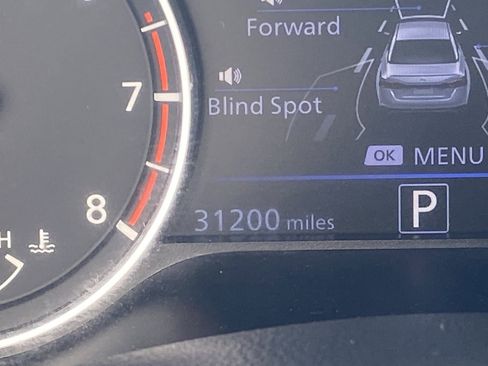 Forward
7
Blind Spot
OK MENU
8
31200 miles
P
H